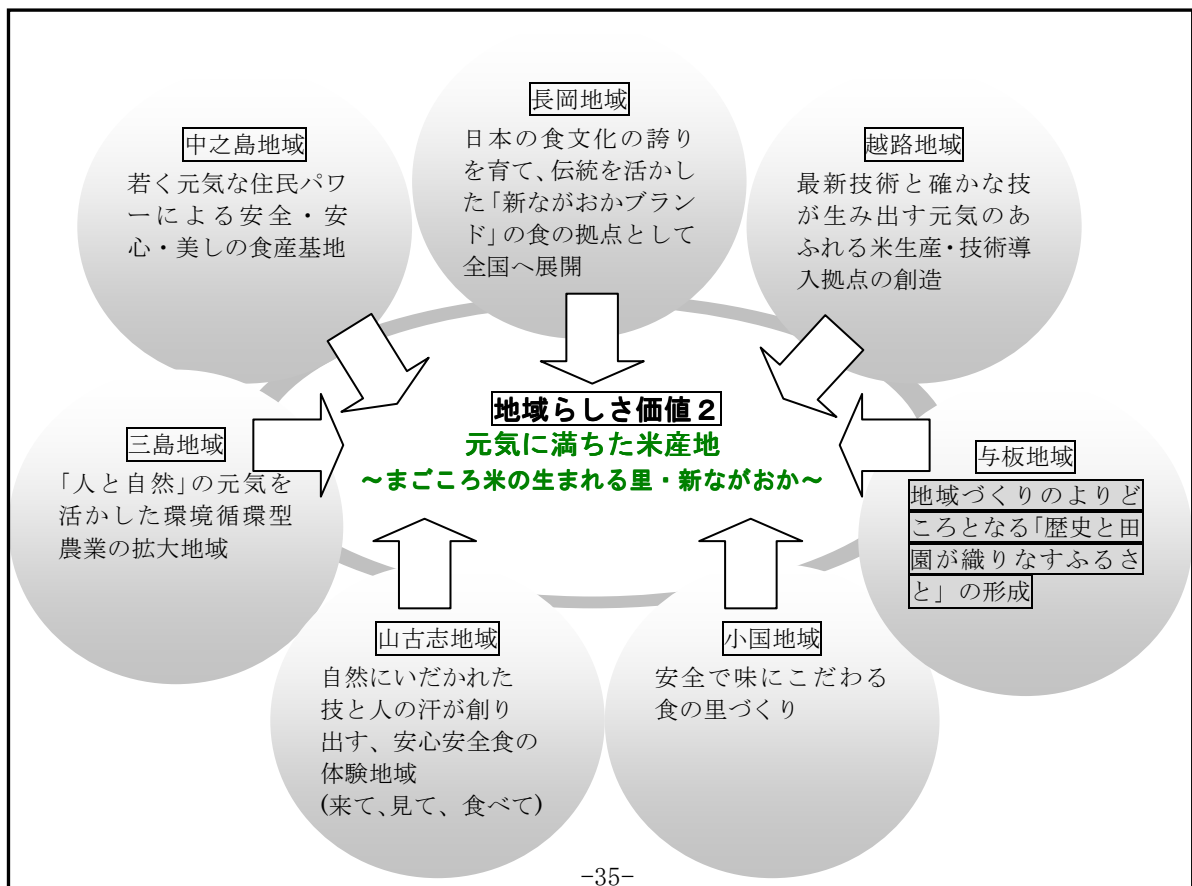 長岡地域
日本の食文化の誇り
を育て、伝統を活かし
た「新ながおかブラン
ド」の食の拠点として
全国へ展開
中之島地域
若く元気な住民パワ
ーによる安全・安
心・美しの食産基地
越路地域
最新技術と確かな技
が生み出す元気のあ
ふれる米生産・技術導
入拠点の創造
地域らしさ価値2
元気に満ちた米産地
～まごころ米の生まれる里・新ながおか～
三島地域
「人と自然」の元気を
活かした環境循環型
農業の拡大地域
与板地域
地域づくりのよりど
ころとなる「歴史と田
園が織りなすふるさ
と」の形成
山古志地域
自然にいだかれた
技と人の汗が創り
出す、安心安全食の
体験地域
(来て、見て、食べて)
小国地域
安全で味にこだわる
食の里づくり
-35-